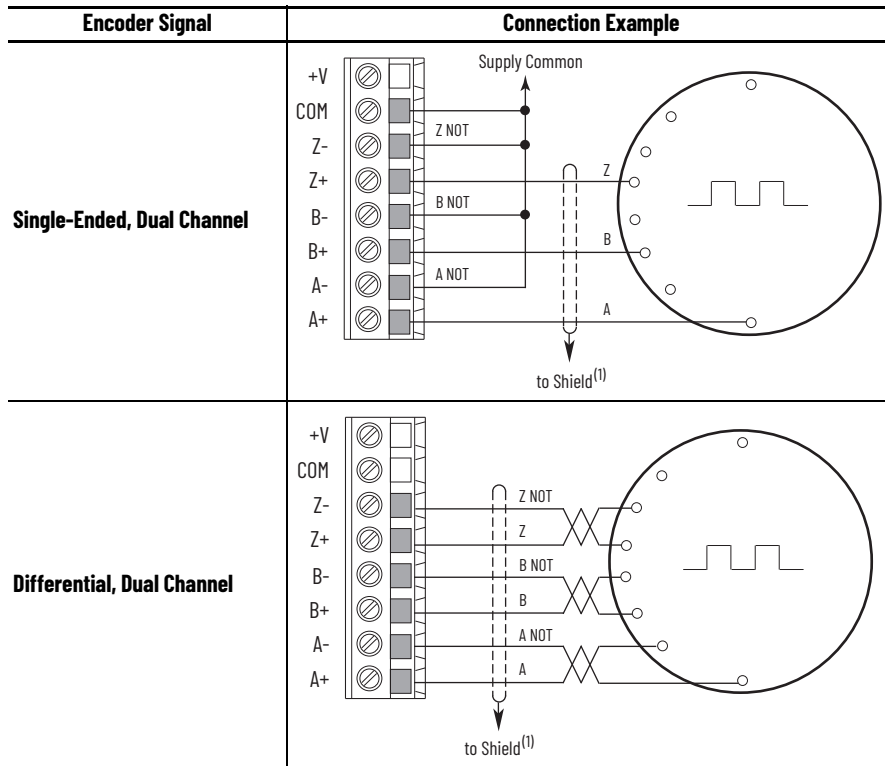 Encoder Signal
Connection Example
Single-Ended, Dual Channel
Supply Common
+V
COM
Z NOT
Z-
Z+
Z
B NOT
B-
B+
B
A NOT
A-
A+
A
to Shield(1)
Differential, Dual Channel
+V
COM
Z-
Z NOT
Z+
Z
B-
B NOT
B+
B
A-
A NOT
A+
A
to Shield(1)